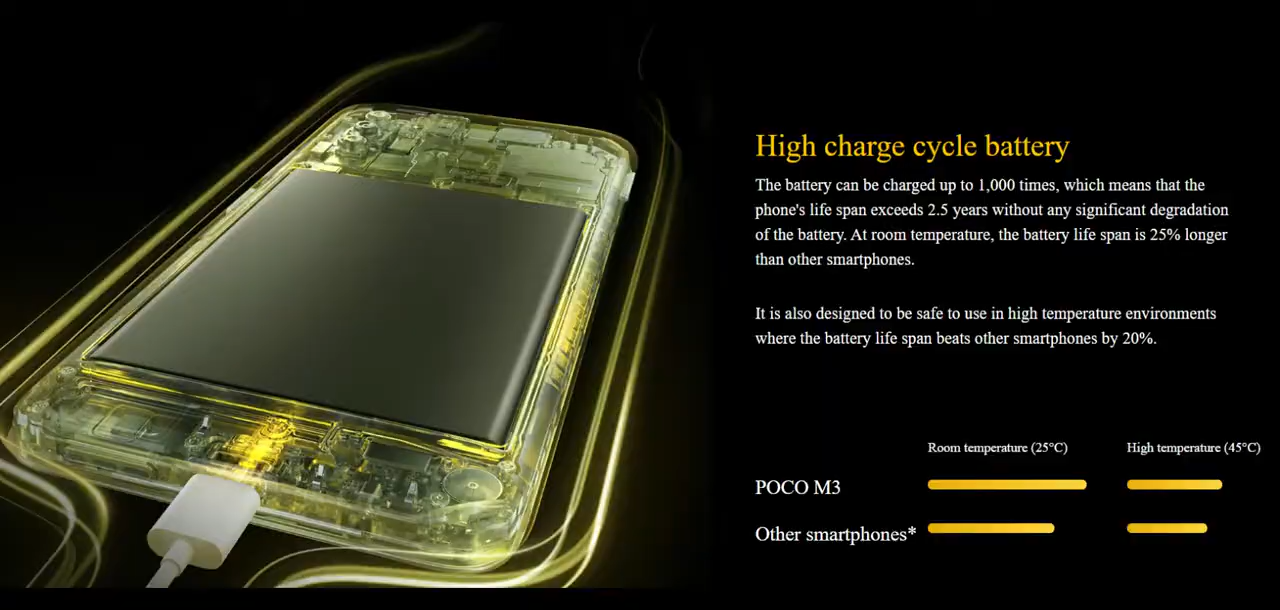 High charge cycle battery
The battery can be charged up to 1,000 times, which means that the
phone's life span exceeds 2.5 years without any significant degradation
of the battery. At room temperature, the battery life span is 25% longer
than other smartphones.
It is also designed to be safe to use in high temperature environments
where the battery life span beats other smartphones by 20%.
Room temperature (25°C) High temperature (45°C)
POCO M3
Other smartphones*